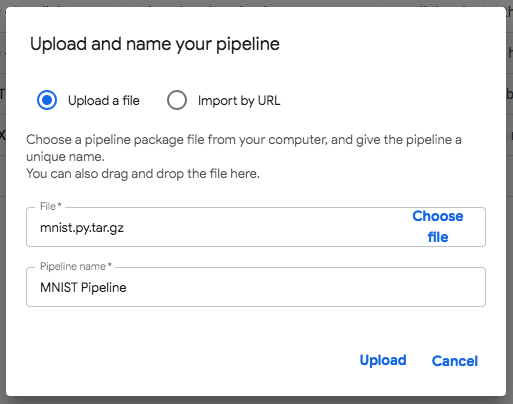 Upload and name your pipeline
Upload a file
Import by URL
Choose a pipeline package file from your computer, and give the pipeline a
unique name.
You can also drag and drop the file here.
File*
mnist.py.tar.gz
Choose
file
Pipeline name*
MNIST Pipeline
Upload
Cancel